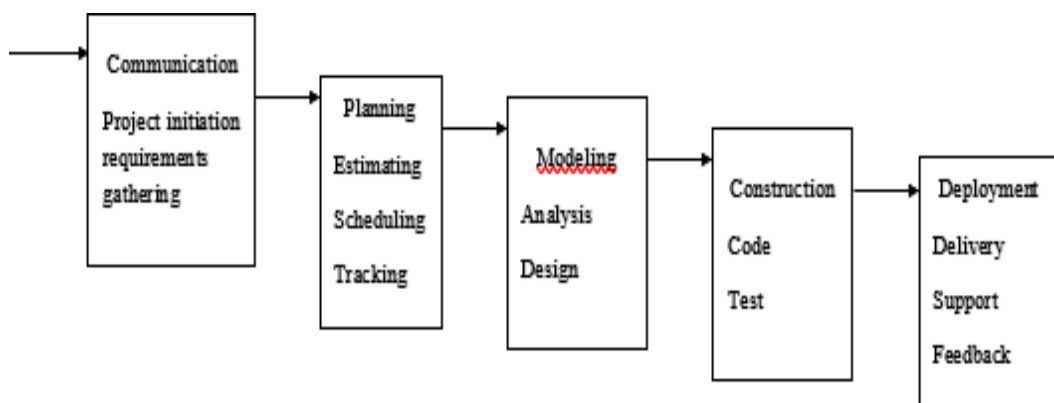 Communication
Project initiation
requirements
gathering
Planning
Estimating
Scheduling
Tracking
Modeling
Analysis
Design
Construction
Code
Test
Deployment
Delivery
Support
Feedback